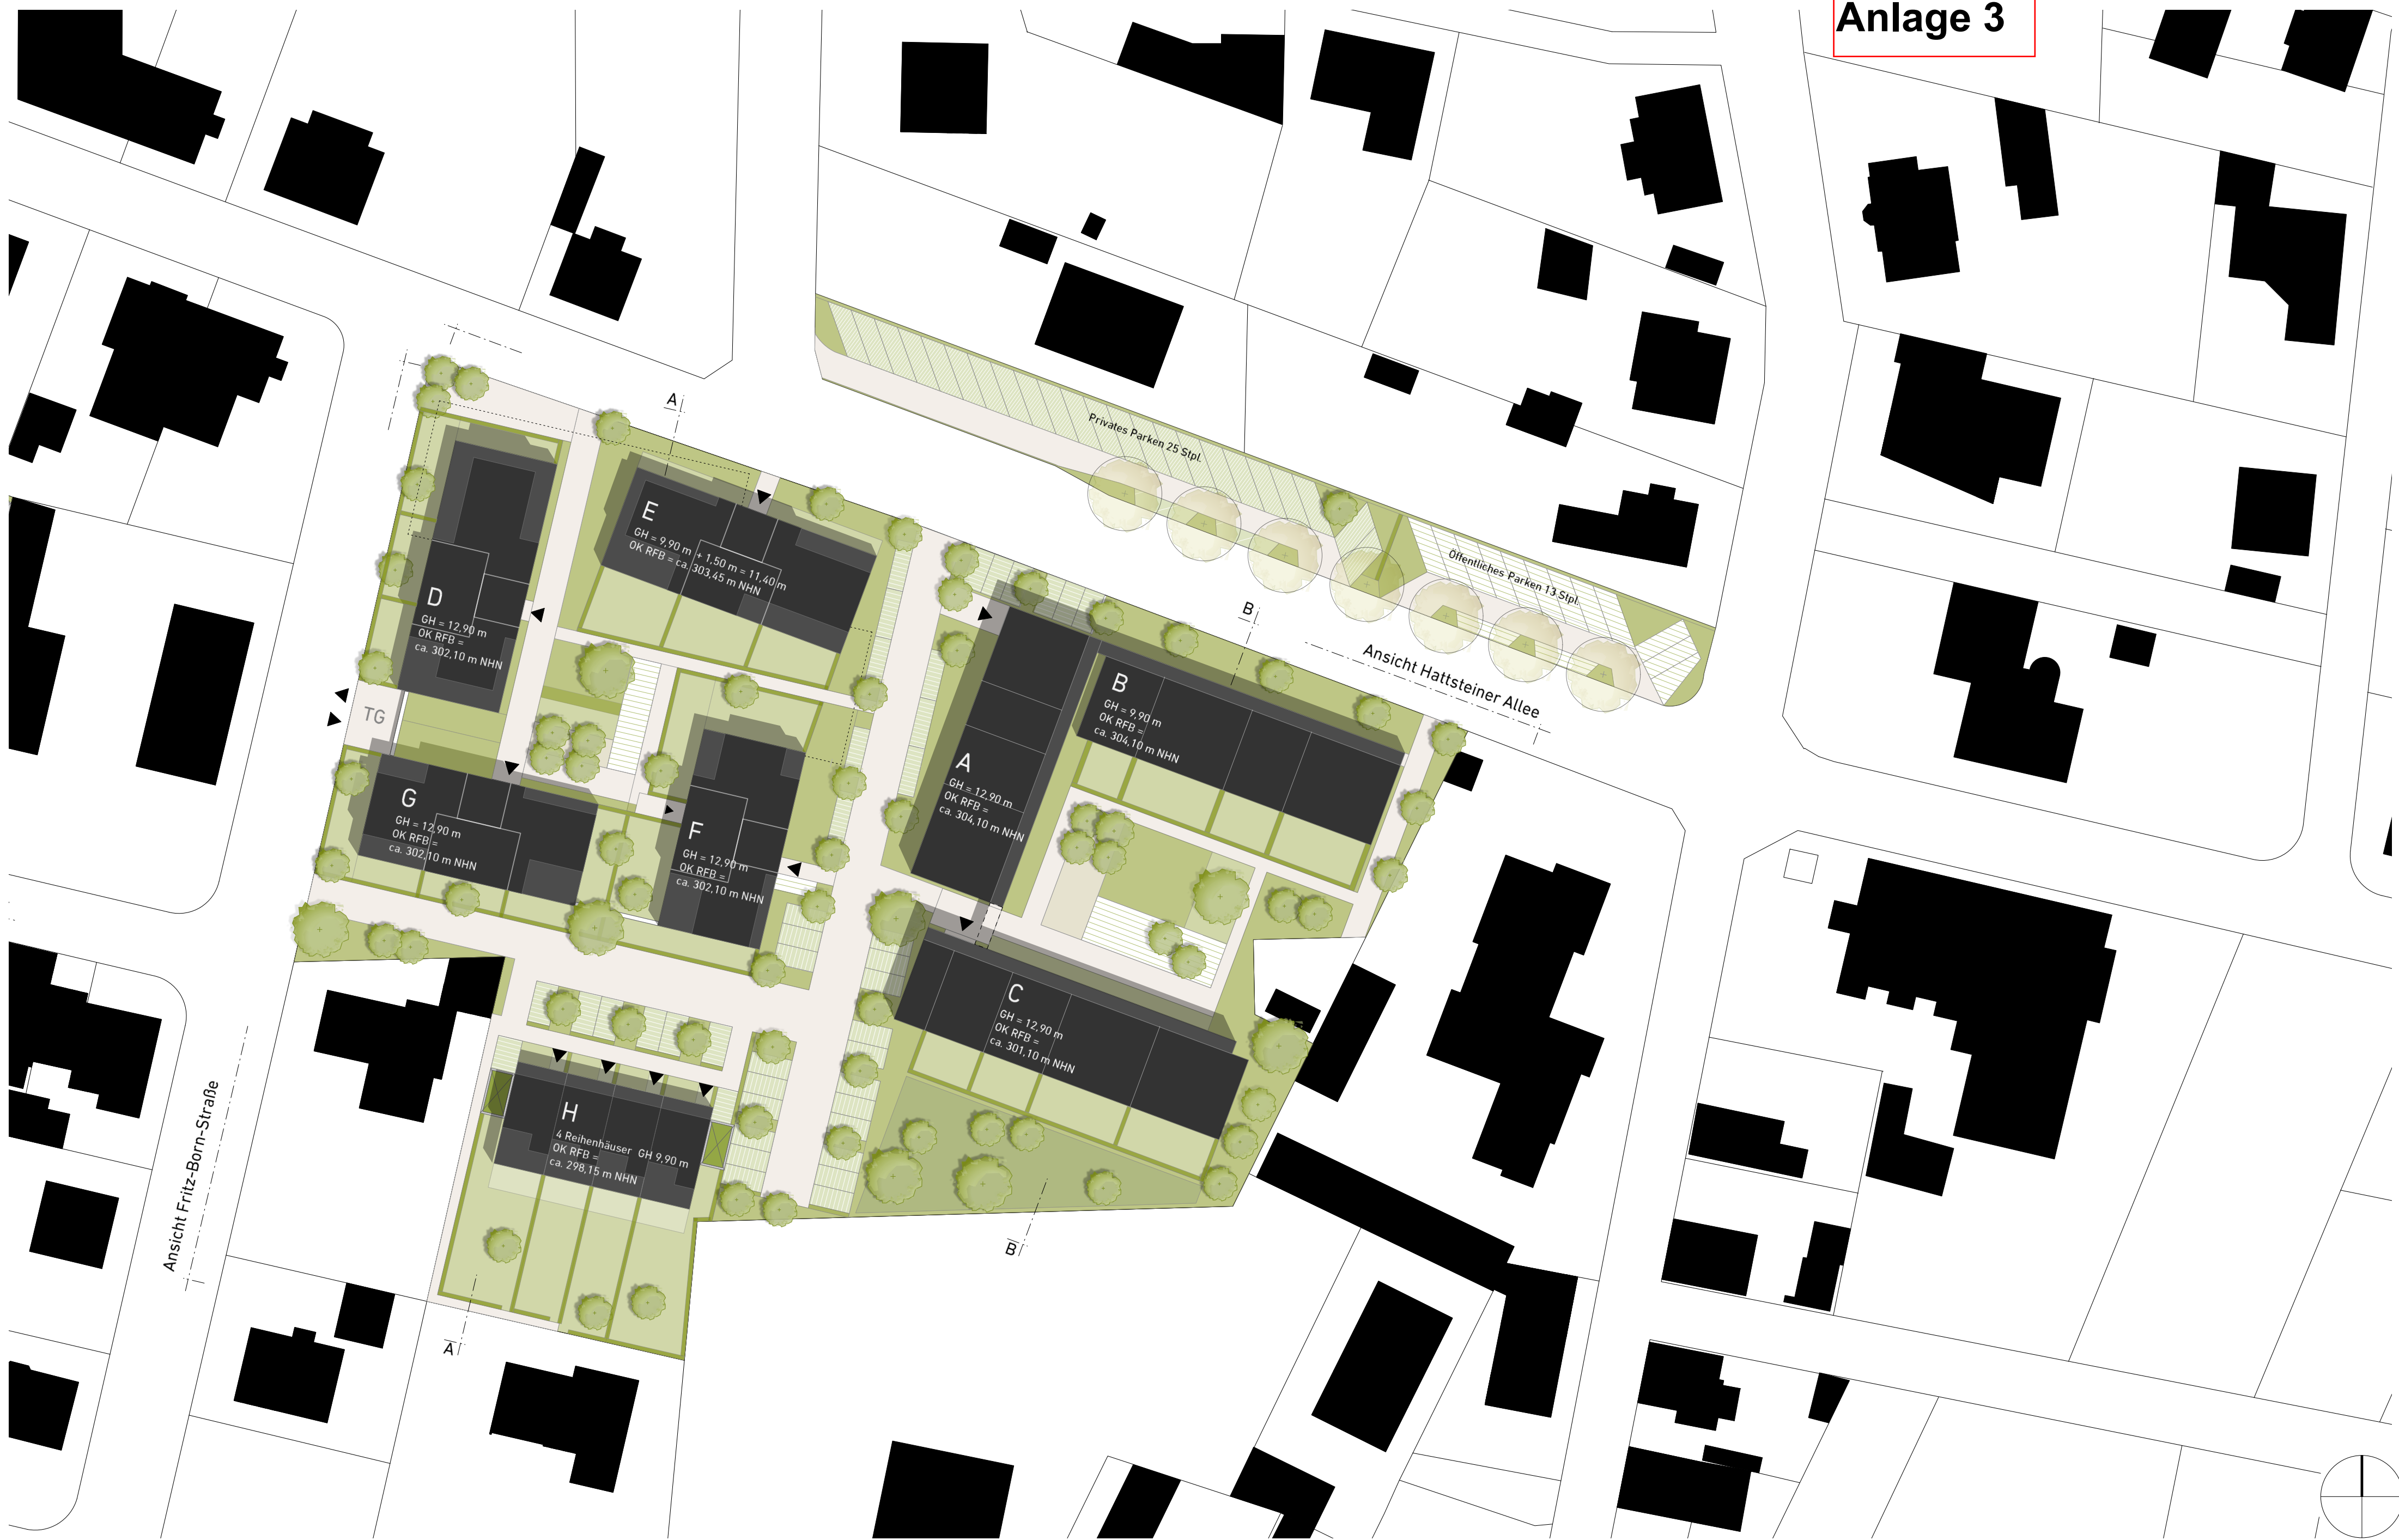 Anlage 3
Privates Parken 25 Stpl.
Öffentliches Parken 13 Stpl.
A
E
GH = 9,90 m + 1,50 m = 11,40 m
OK RFB = ca. 303,45 m NHN
D
GH = 12,90 m
OK RFB =
ca. 302,10 m NHN
B
Ansicht Hattsteiner Allee
B
GH = 9,90 m
OK RFB =
ca. 304,10 m NHN
TG
A
GH = 12,90 m
OK RFB =
ca. 304,10 m NHN
G
GH = 12,90 m
OK RFB =
ca. 302,10 m NHN
F
GH = 12,90 m
OK RFB =
ca. 302,10 m NHN
C
GH = 12,90 m
OK RFB =
ca. 301,10 m NHN
H
4 Reihenhäuser GH 9,90 m
OK RFB =
ca. 298,15 m NHN
Ansicht Fritz-Born-Straße
B
A